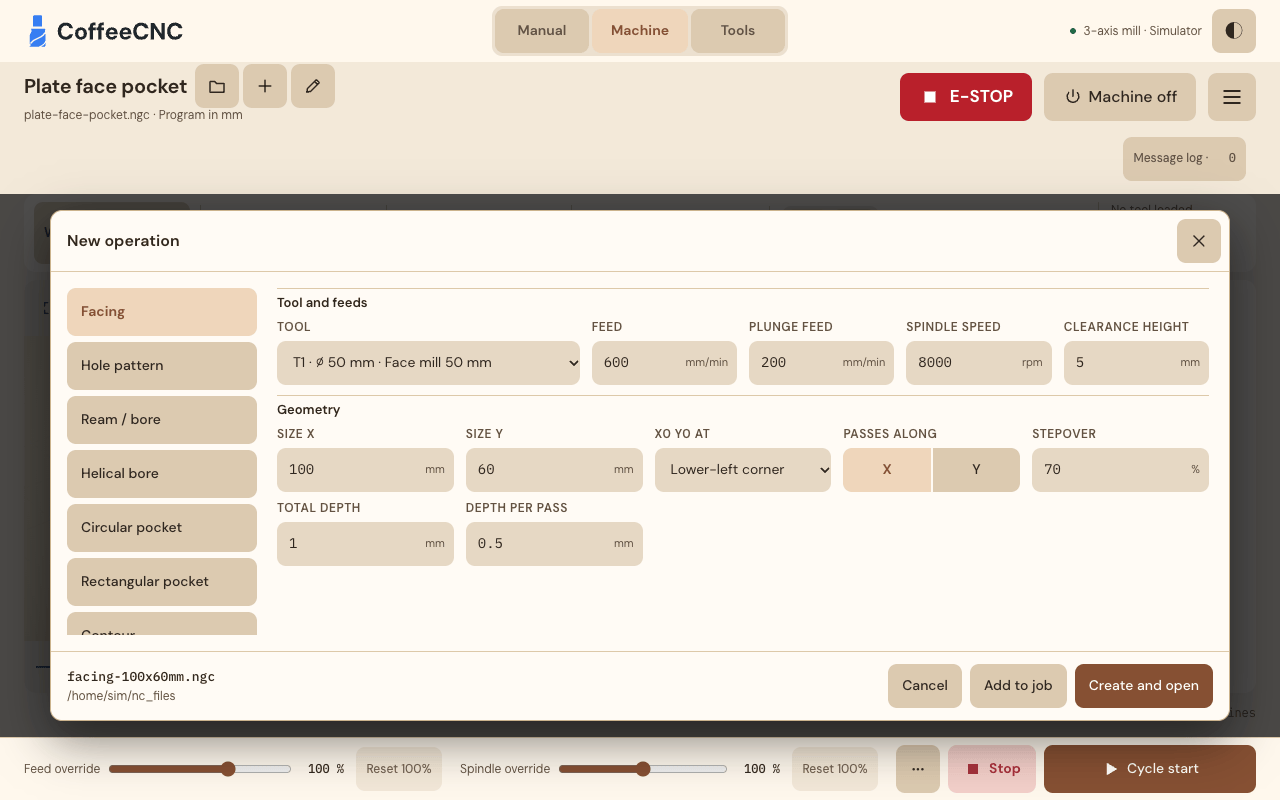 CoffeeCNC
Manual
Machine
Tools
3-axis mill · Simulator
Plate face pocket
plate-face-pocket.ngc · Program in mm
E-STOP
Machine off
Message log · 0
No tool loaded
New operation
Facing
Hole pattern
Ream / bore
Helical bore
Circular pocket
Rectangular pocket
Contour
Tool and feeds
TOOL
FEED
PLUNGE FEED
SPINDLE SPEED
CLEARANCE HEIGHT
T1 · ⌀ 50 mm · Face mill 50 mm
600 mm/min
200 mm/min
8000 rpm
5 mm
Geometry
SIZE X
SIZE Y
X0 Y0 AT
PASSES ALONG
STEPOVER
100 mm
60 mm
Lower-left corner
X
Y
70 %
TOTAL DEPTH
DEPTH PER PASS
1 mm
0.5 mm
facing-100x60mm.ngc
/home/sim/nc_files
Cancel
Add to job
Create and open
Feed override
100 %
Reset 100%
Spindle override
100 %
Reset 100%
...
Stop
Cycle start